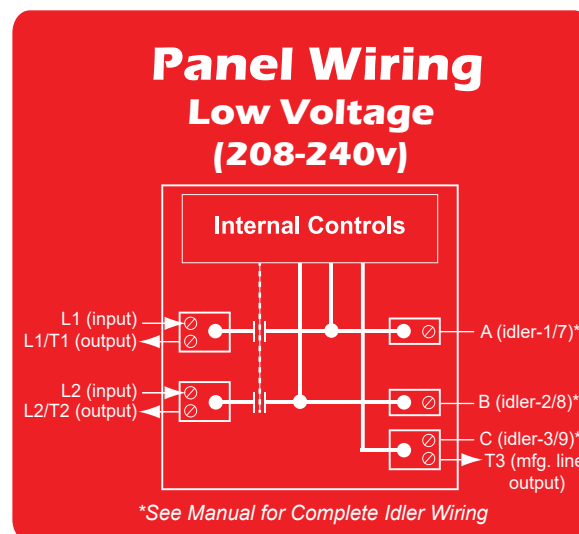 Panel Wiring
Low Voltage
(208-240v)
Internal Controls
L1 (input)
L1/T1 (output)
A (idler-1/7)*
L2 (input)
L2/T2 (output)
B (idler-2/8)*
C (idler-3/9)*
T3 (mfg. line
output)
*See Manual for Complete Idler Wiring